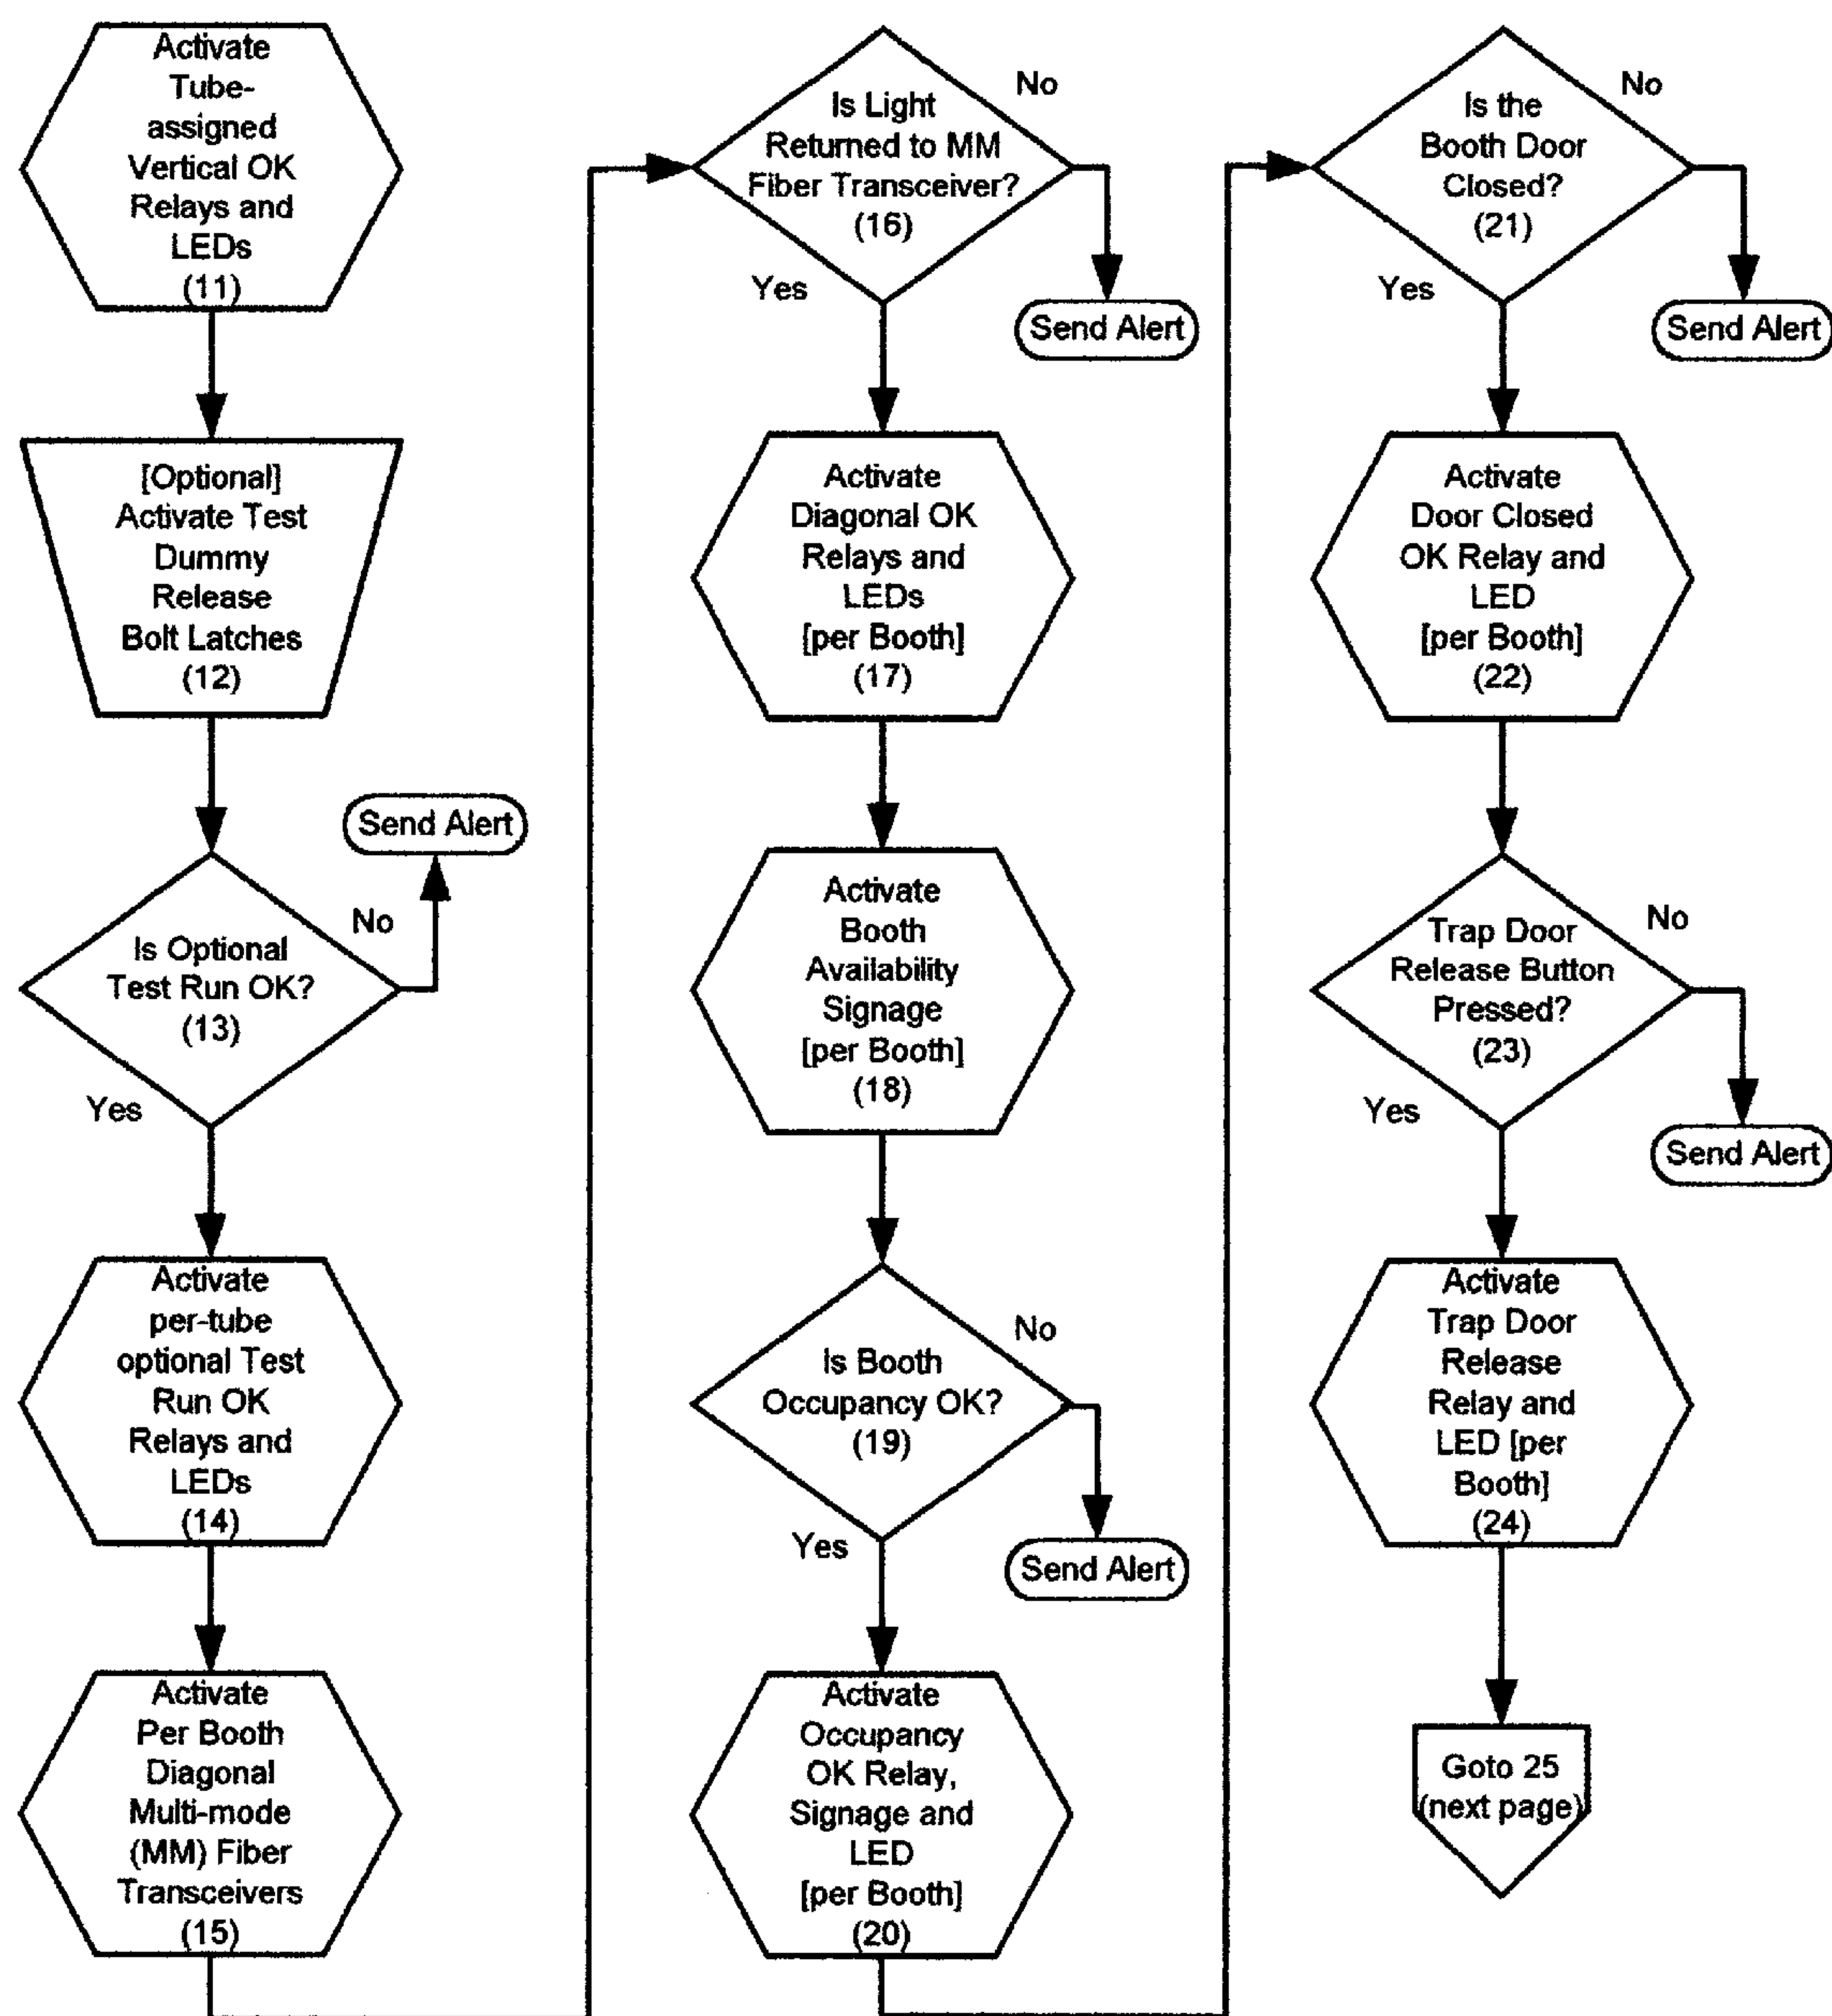 Activate
Tube-
assigned
Vertical OK
Relays and
LEDs
(11)
[Optional]
Activate Test
Dummy
Release
Bolt Latches
(12)
Send Alert
No
Is Optional
Test Run OK?
(13)
Yes
Activate
per-tube
optional Test
Run OK
Relays and
LEDs
(14)
Activate
Per Booth
Diagonal
Multi-mode
(MM) Fiber
Transceivers
(15)
No
Is Light
Returned to MM
Fiber Transceiver?
(16)
Yes
Send Alert
Activate
Diagonal OK
Relays and
LEDs
[per Booth]
(17)
Activate
Booth
Availability
Signage
[per Booth]
(18)
No
Is Booth
Occupancy OK?
(19)
Yes
Send Alert
Activate
Occupancy
OK Relay,
Signage and
LED
[per Booth]
(20)
No
Is the
Booth Door
Closed?
(21)
Yes
Send Alert
Activate
Door Closed
OK Relay and
LED
[per Booth]
(22)
No
Trap Door
Release Button
Pressed?
(23)
Yes
Send Alert
Activate
Trap Door
Release
Relay and
LED [per
Booth]
(24)
Goto 25
(next page)